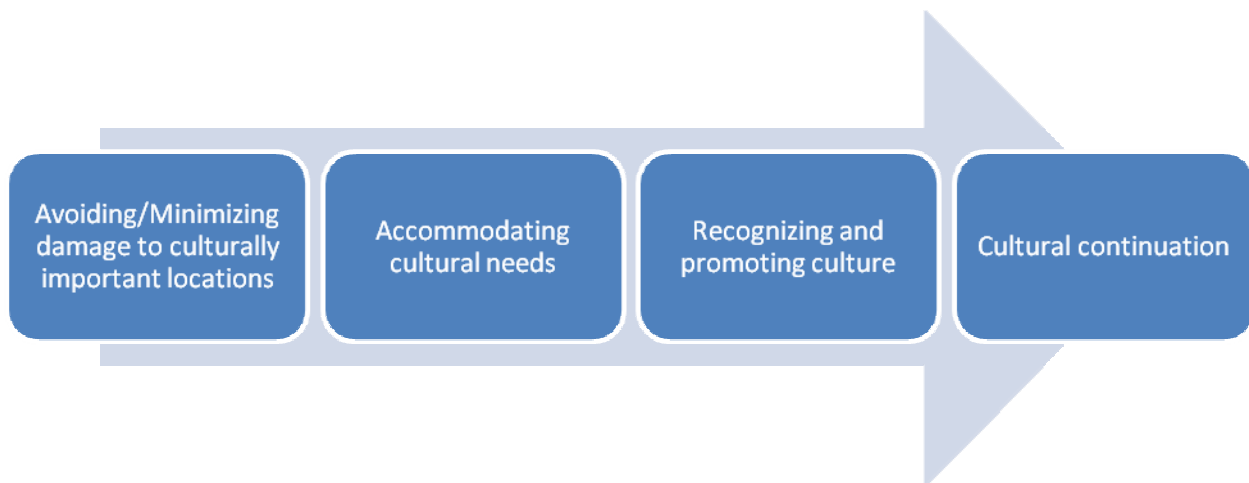 Avoiding/Minimizing
damage to culturally
important locations
Accommodating
cultural needs
Recognizing and
promoting culture
Cultural continuation